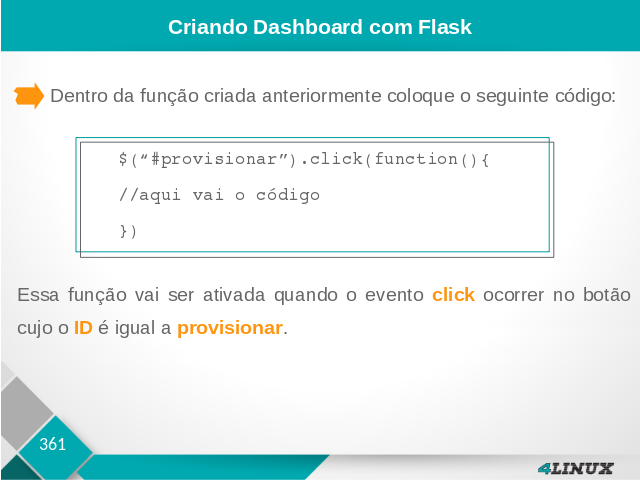 Criando Dashboard com Flask
Dentro da função criada anteriormente coloque o seguinte código:
$(“#provisionar”).click(function(){
//aqui vai o código
})
Essa função vai ser ativada quando o evento click ocorrer no botão
cujo o ID é igual a provisionar.
361
4LINUX